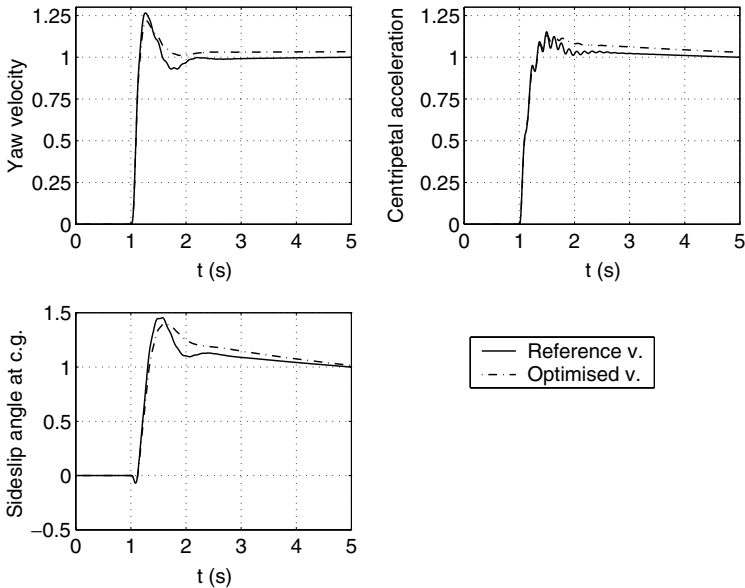 Yaw velocity
1.25
1
0.75
0.5
0.25
0
0 1 2 3 4 5
t (s)
Centripetal acceleration
1.25
1
0.75
0.5
0.25
0
0 1 2 3 4 5
t (s)
Sideslip angle at c.g.
1.5
1
0.5
0
−0.5
0 1 2 3 4 5
t (s)
Reference v.
Optimised v.